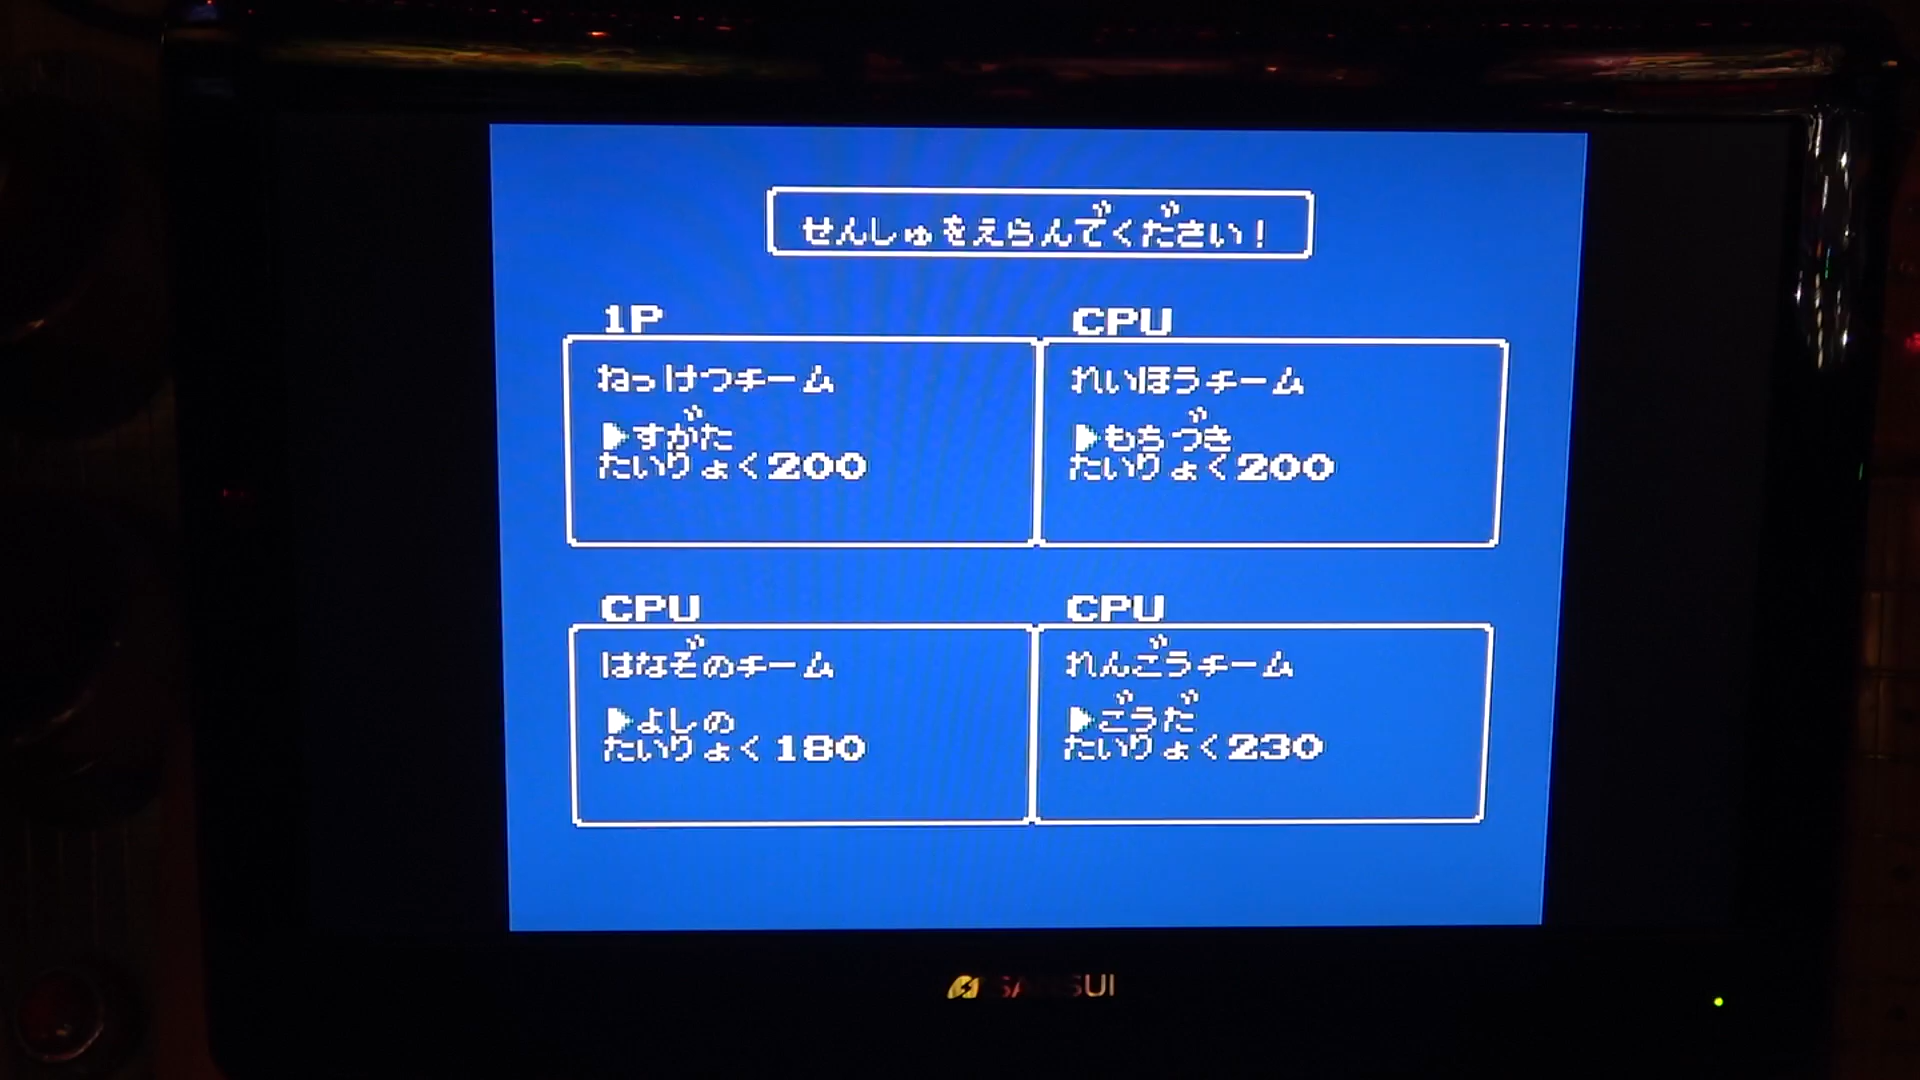 せんしゅをえらんでください!
1P
ねっけつチーム
▶すがた
たいりょく200
CPU
れいほうチーム
▶もちづき
たいりょく200
CPU
はなぞのチーム
▶よしの
たいりょく180
CPU
れんごうチーム
▶ごうだ
たいりょく230
SANSUI